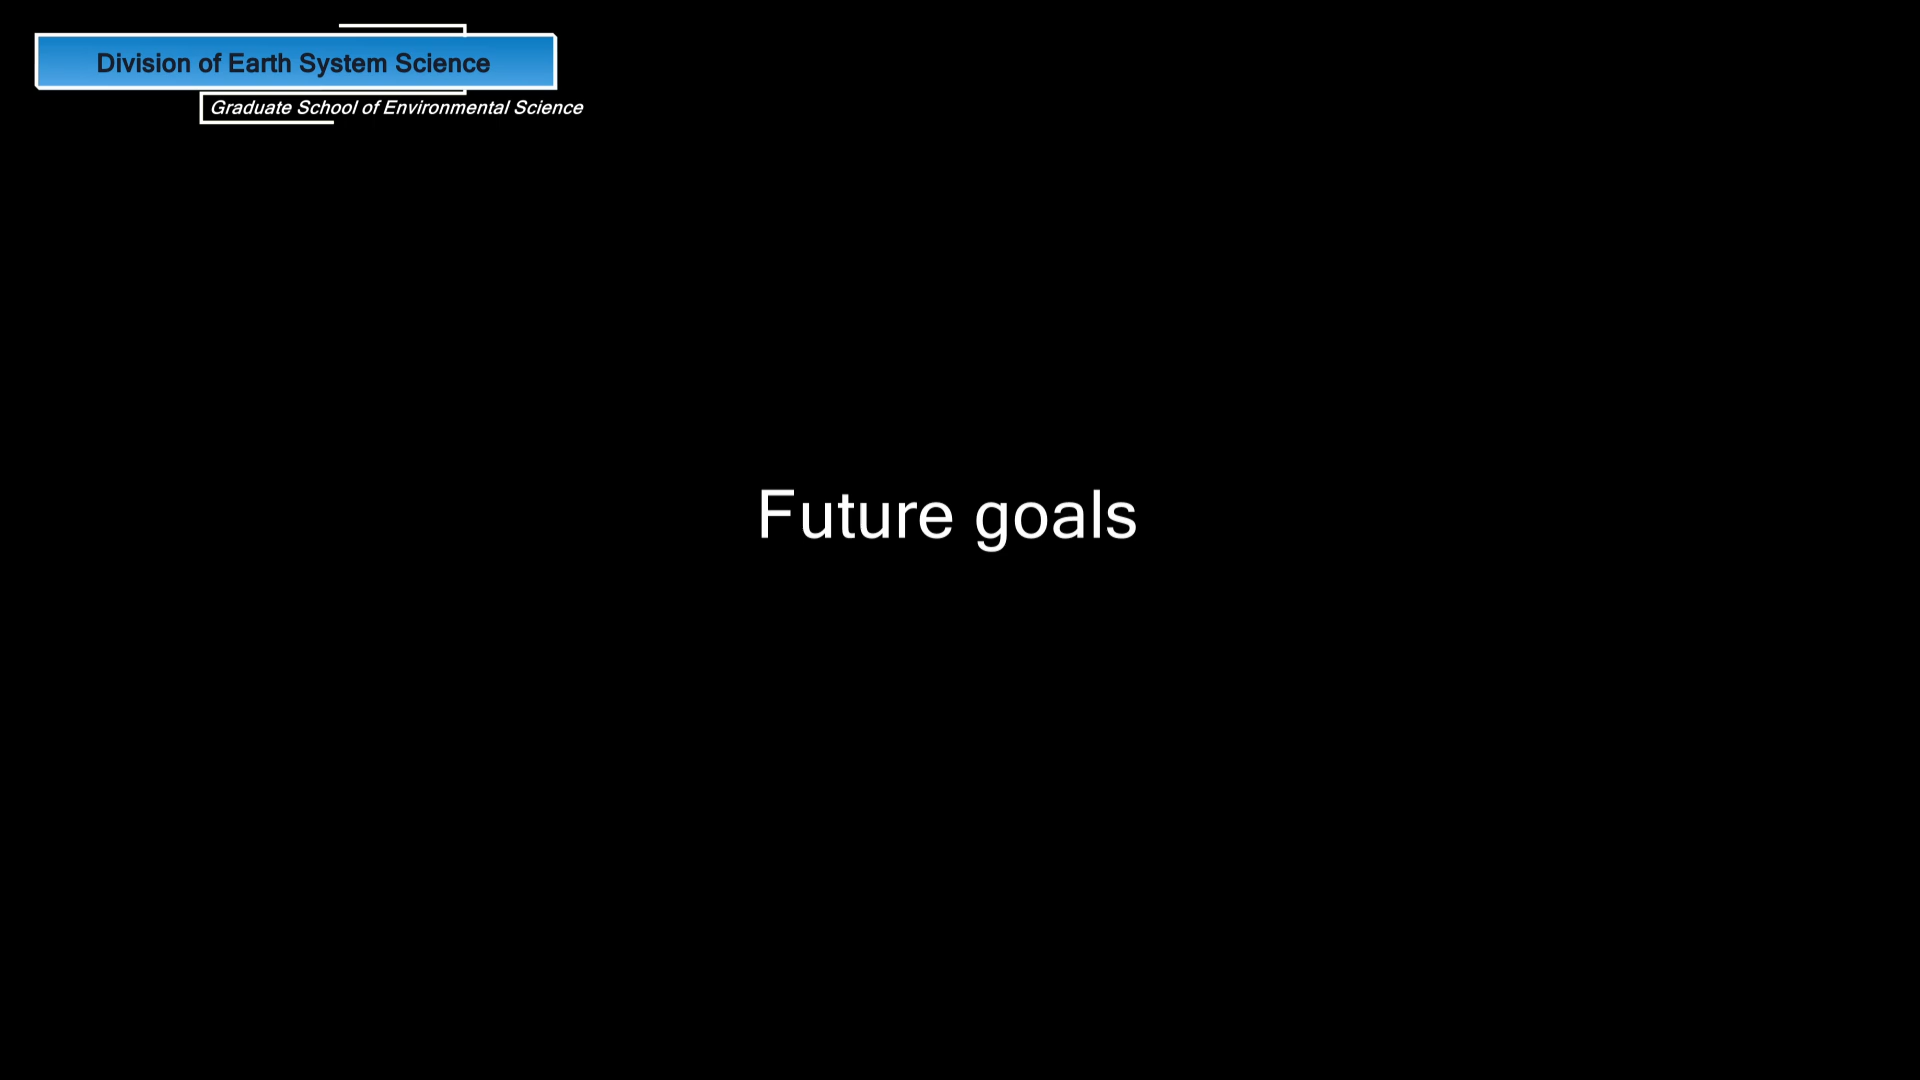 Division of Earth System Science
Graduate School of Environmental Science
Future goals